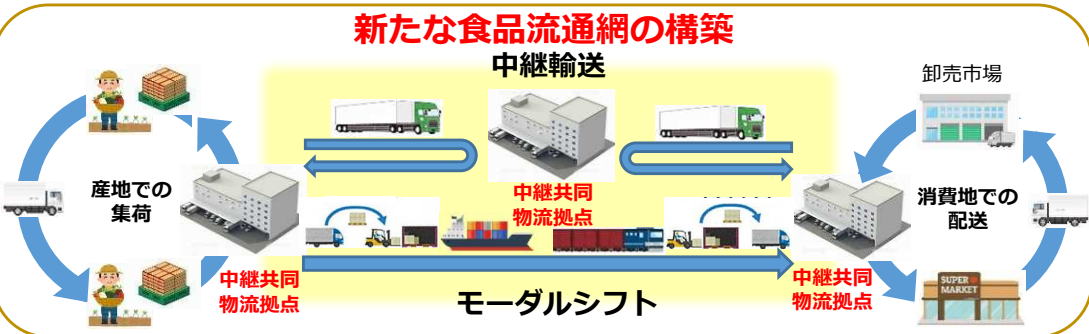 新たな食品流通網の構築
中継輸送
卸売市場
産地での
集荷
中継共同
物流拠点
消費地での
配送
中継共同
物流拠点
中継共同
物流拠点
SUPER
MARKET
モーダルシフト